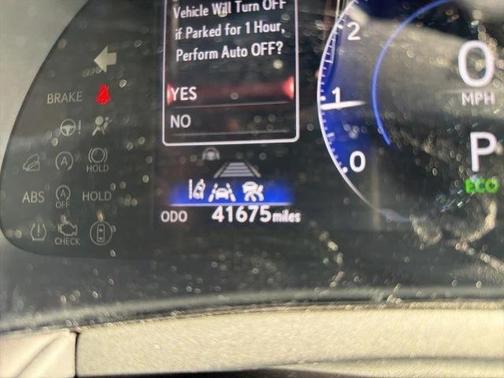 Vehicle Will Turn OFF
if Parked for 1 Hour,
Perform Auto OFF?
YES
NO
BRAKE
HOLD
ABS OFF HOLD
CHECK
ODO 41675 miles
2
1
0
0
MPH
P
ECO